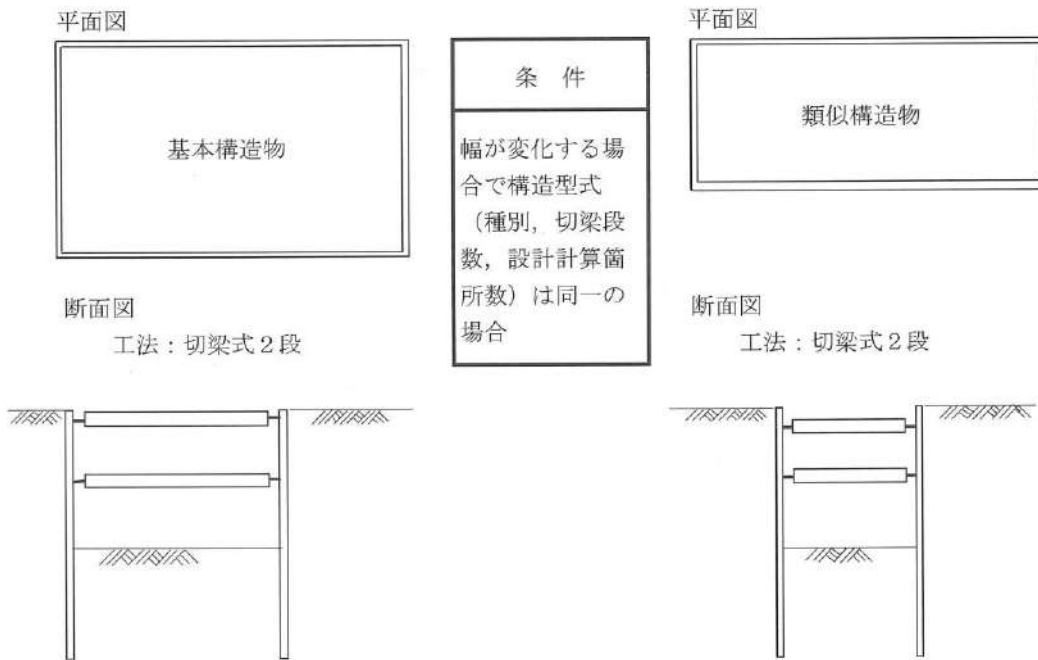 平面図
基本構造物
断面図
工法：切梁式2段
条　件
幅が変化する場
合で構造型式
（種別，切梁段
数，設計計算箇
所数）は同一の
場合
平面図
類似構造物
断面図
工法：切梁式2段